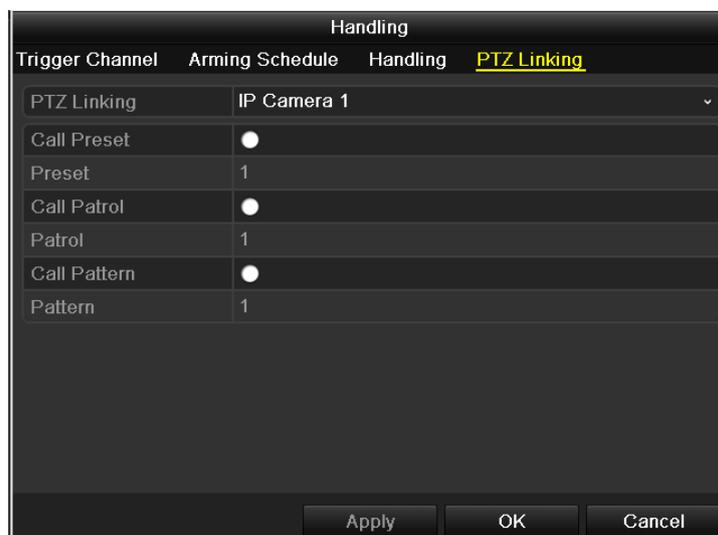 Handling
Trigger Channel Arming Schedule Handling PTZ Linking
PTZ Linking IP Camera 1
Call Preset
Preset 1
Call Patrol
Patrol 1
Call Pattern
Pattern 1
Apply OK Cancel